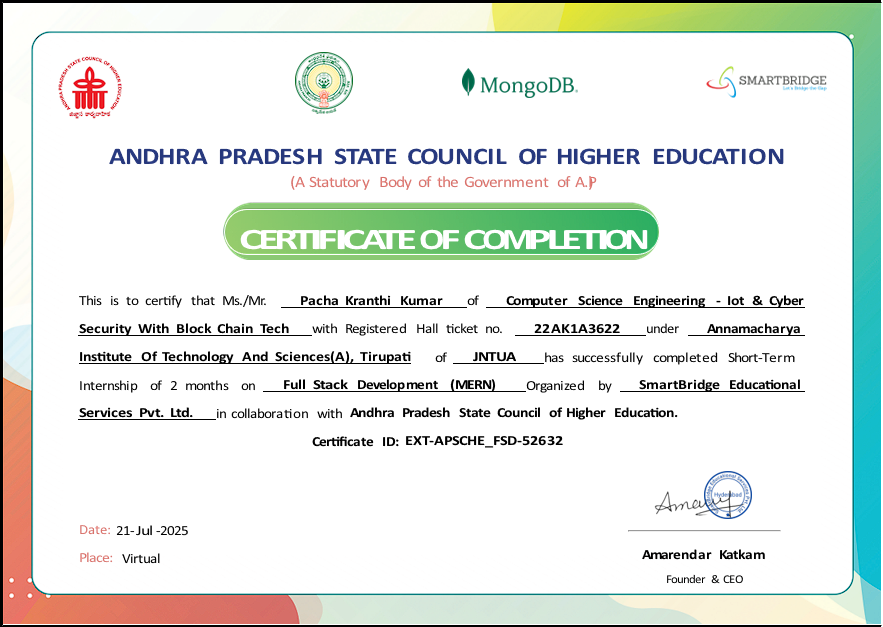 ANDHRA PRADESH STATE COUNCIL OF HIGHER EDUCATION
MongoDB.
SMARTBRIDGE
Let's Bridge the Gap
ANDHRA PRADESH STATE COUNCIL OF HIGHER EDUCATION
(A Statutory Body of the Government of A.P)
CERTIFICATE OF COMPLETION
This is to certify that Ms./Mr. Pacha Kranthi Kumar of Computer Science Engineering - Iot & Cyber
Security With Block Chain Tech with Registered Hall ticket no. 22AK1A3622 under Annamacharya
Institute Of Technology And Sciences(A), Tirupati of JNTUA has successfully completed Short-Term
Internship of 2 months on Full Stack Development (MERN) Organized by SmartBridge Educational
Services Pvt. Ltd. in collaboration with Andhra Pradesh State Council of Higher Education.
Certificate ID: EXT-APSCHE_FSD-52632
Hyderabad
Date: 21-Jul-2025
Place: Virtual
Amarendar Katkam
Founder & CEO